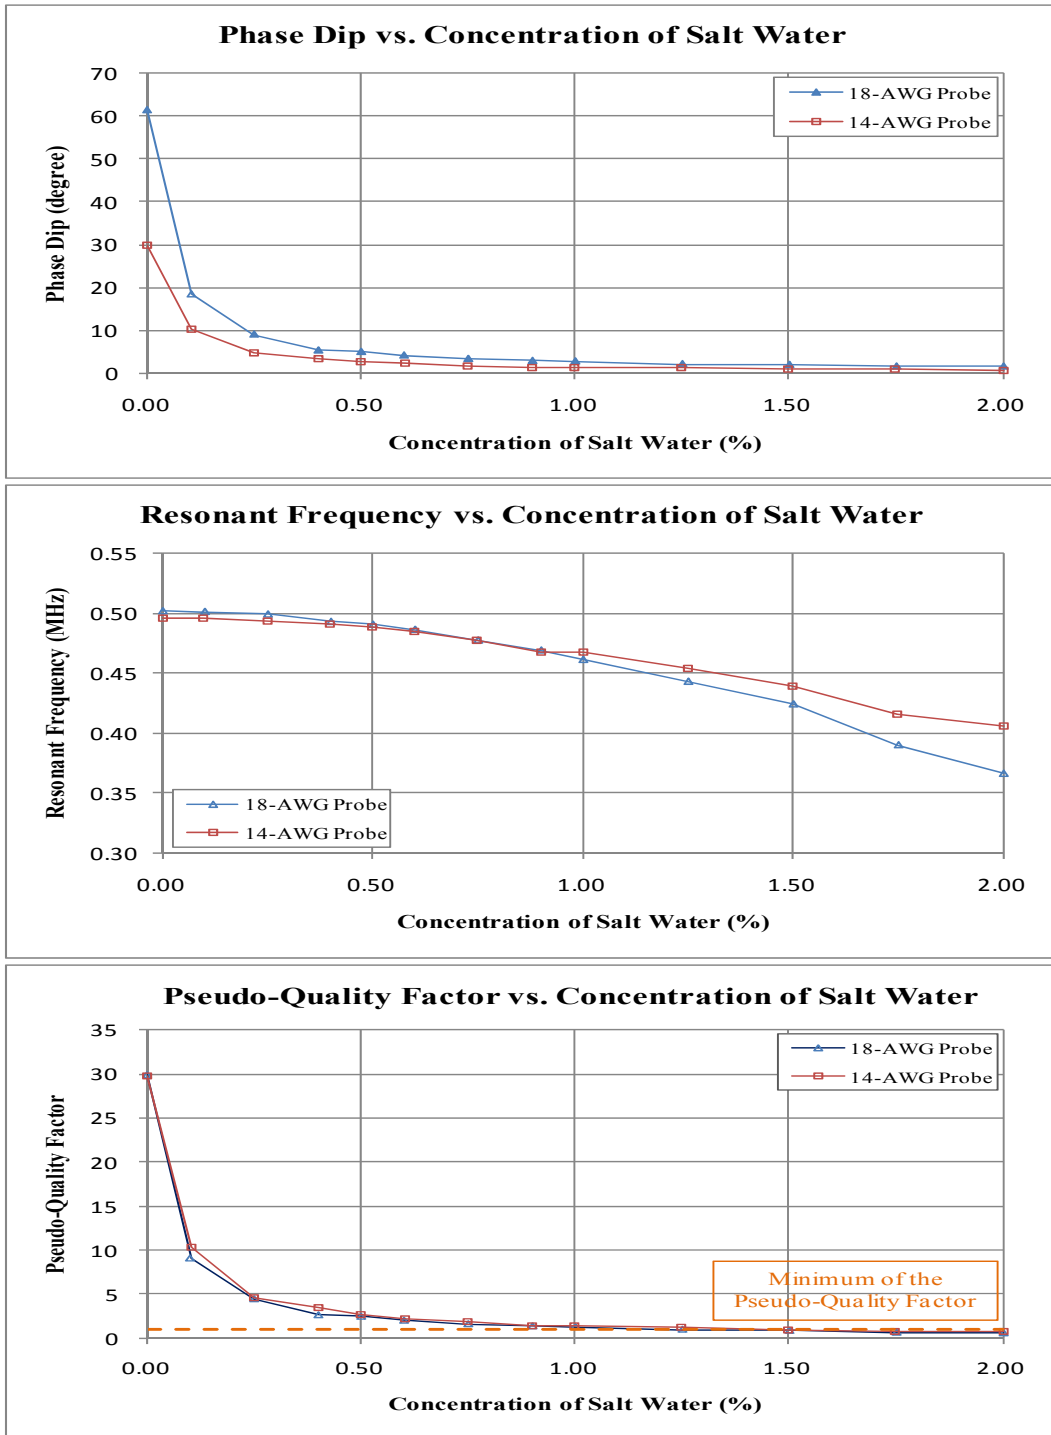 Phase Dip vs. Concentration of Salt Water
70
60
50
40
30
20
10
0
Phase Dip (degree)
18-AWG Probe
14-AWG Probe
0.00 0.50 1.00 1.50 2.00
Concentration of Salt Water (%)
Resonant Frequency vs. Concentration of Salt Water
0.55
0.50
0.45
0.40
0.35
0.30
Resonant Frequency (MHz)
18-AWG Probe
14-AWG Probe
0.00 0.50 1.00 1.50 2.00
Concentration of Salt Water (%)
Pseudo-Quality Factor vs. Concentration of Salt Water
35
30
25
20
15
10
5
0
Pseudo-Quality Factor
18-AWG Probe
14-AWG Probe
Minimum of the
Pseudo-Quality Factor
0.00 0.50 1.00 1.50 2.00
Concentration of Salt Water (%)